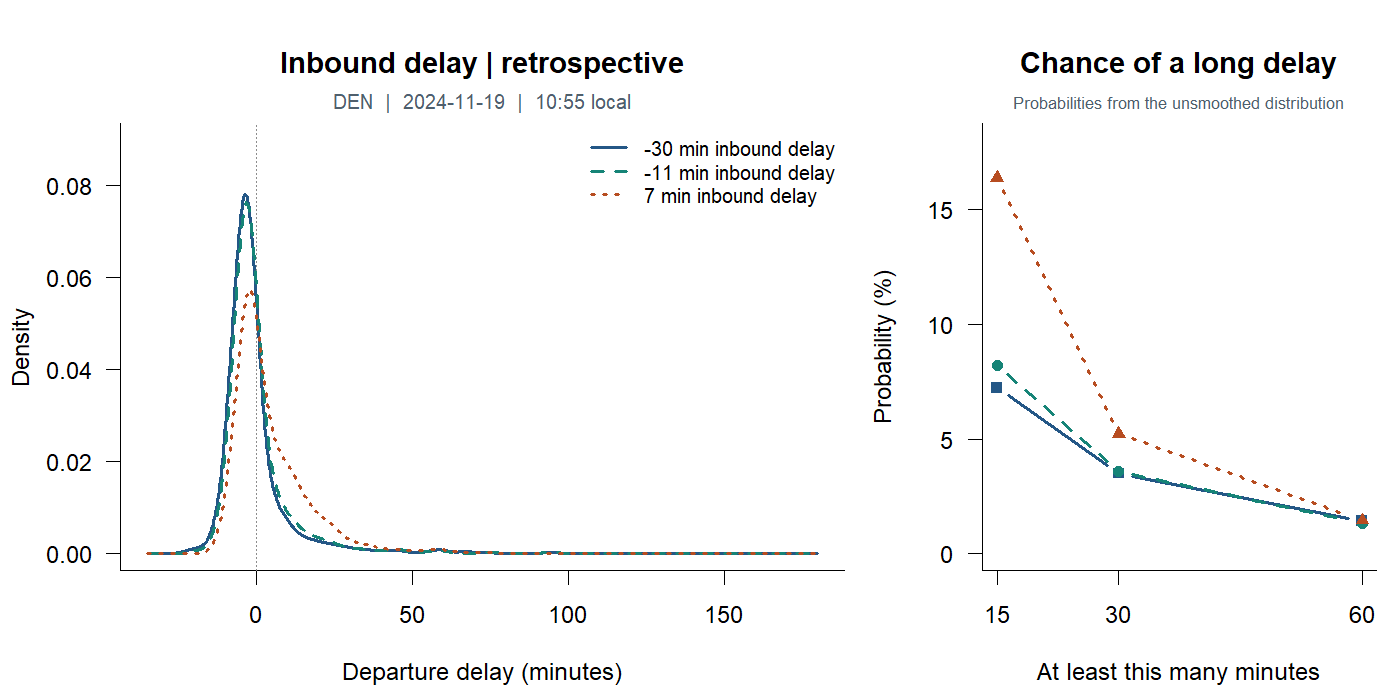 Inbound delay | retrospective
DEN | 2024-11-19 | 10:55 local
-30 min inbound delay
-11 min inbound delay
7 min inbound delay
Density
0.08
0.06
0.04
0.02
0.00
0 50 100 150
Departure delay (minutes)
Chance of a long delay
Probabilities from the unsmoothed distribution
Probability (%)
15
10
5
0
15 30 60
At least this many minutes